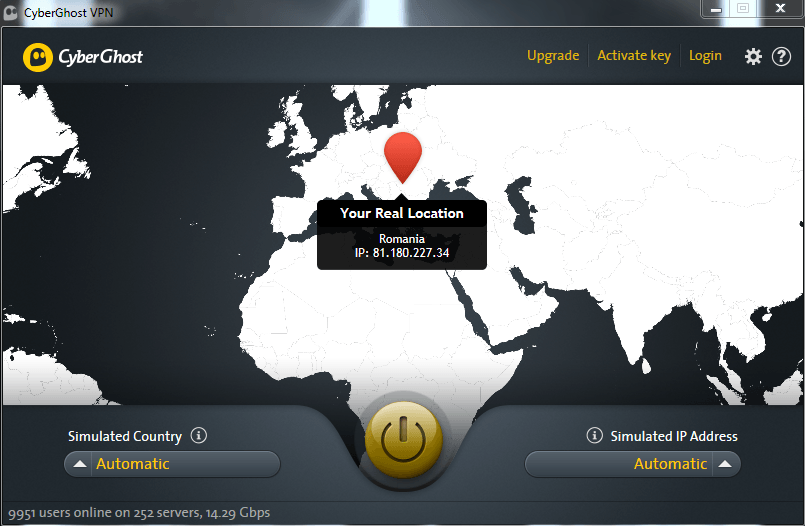 CyberGhost VPN
CyberGhost
Upgrade
Activate key
Login
?
Your Real Location
Romania
IP: 81.180.227.34
Simulated Country i
i Simulated IP Address
Automatic
Automatic
9951 users online on 252 servers, 14.29 Gbps